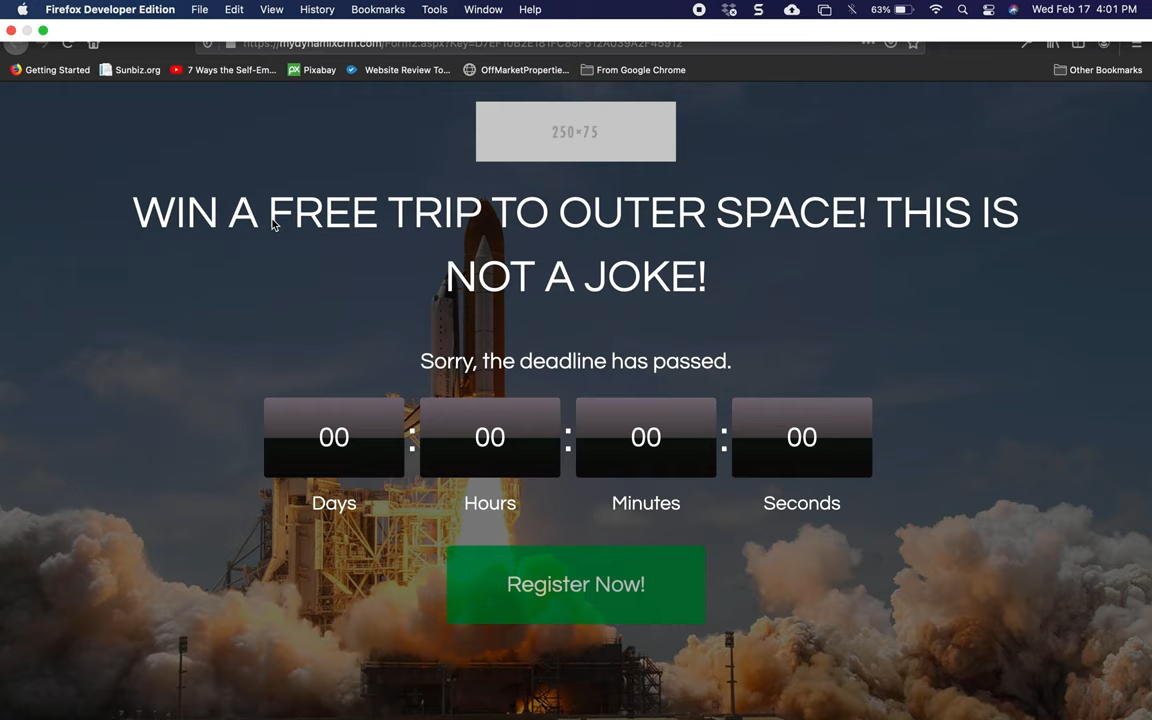 Firefox Developer Edition File Edit View History Bookmarks Tools Window Help 63% Wed Feb 17 4:01 PM
Getting Started Sunbiz.org 7 Ways the Self-Em... Pixabay Website Review To... OffMarketPropertie... From Google Chrome Other Bookmarks
250×75
WIN A FREE TRIP TO OUTER SPACE! THIS IS
NOT A JOKE!
Sorry, the deadline has passed.
00 : 00 : 00 : 00
Days Hours Minutes Seconds
Register Now!